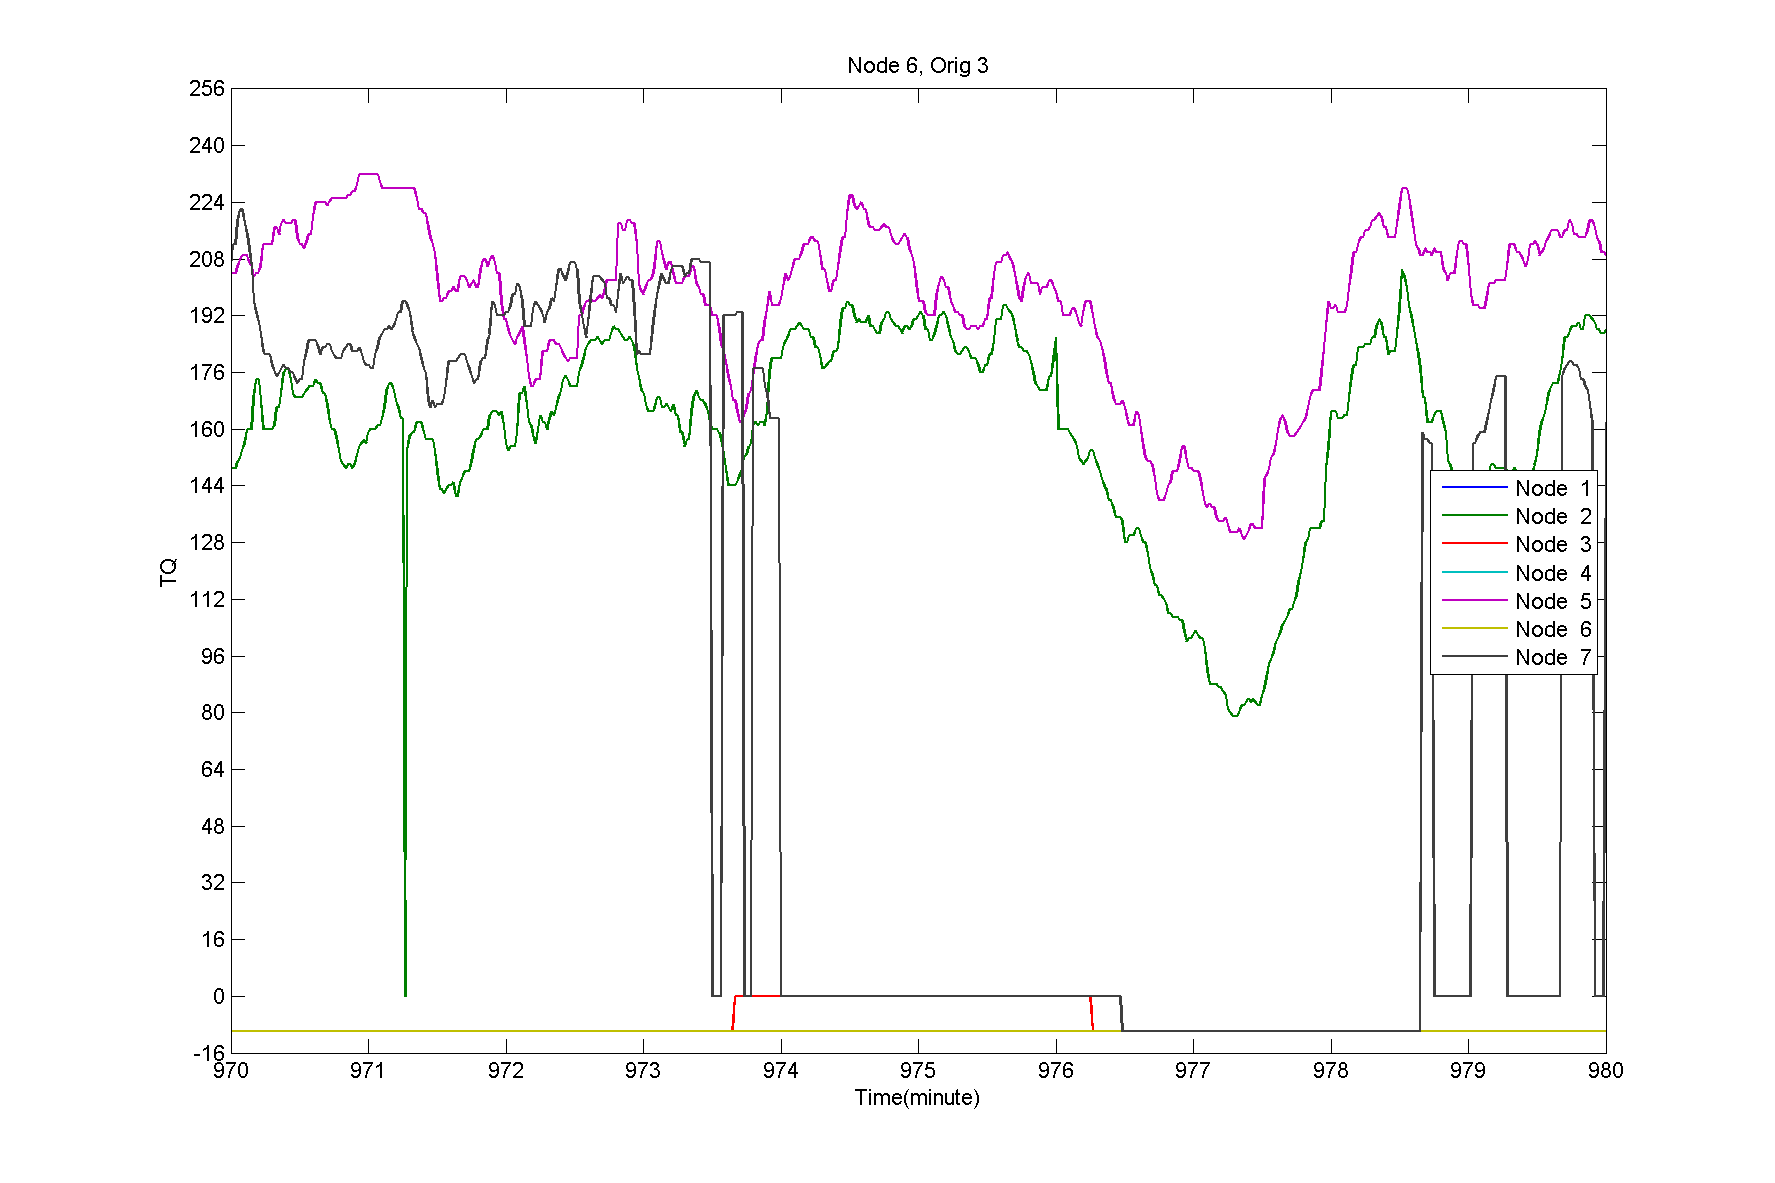 Node 6, Orig 3
256
240
224
208
192
176
160
144
128
112
96
80
64
48
32
16
0
-16
TQ
Node 1
Node 2
Node 3
Node 4
Node 5
Node 6
Node 7
970 971 972 973 974 975 976 977 978 979 980
Time(minute)